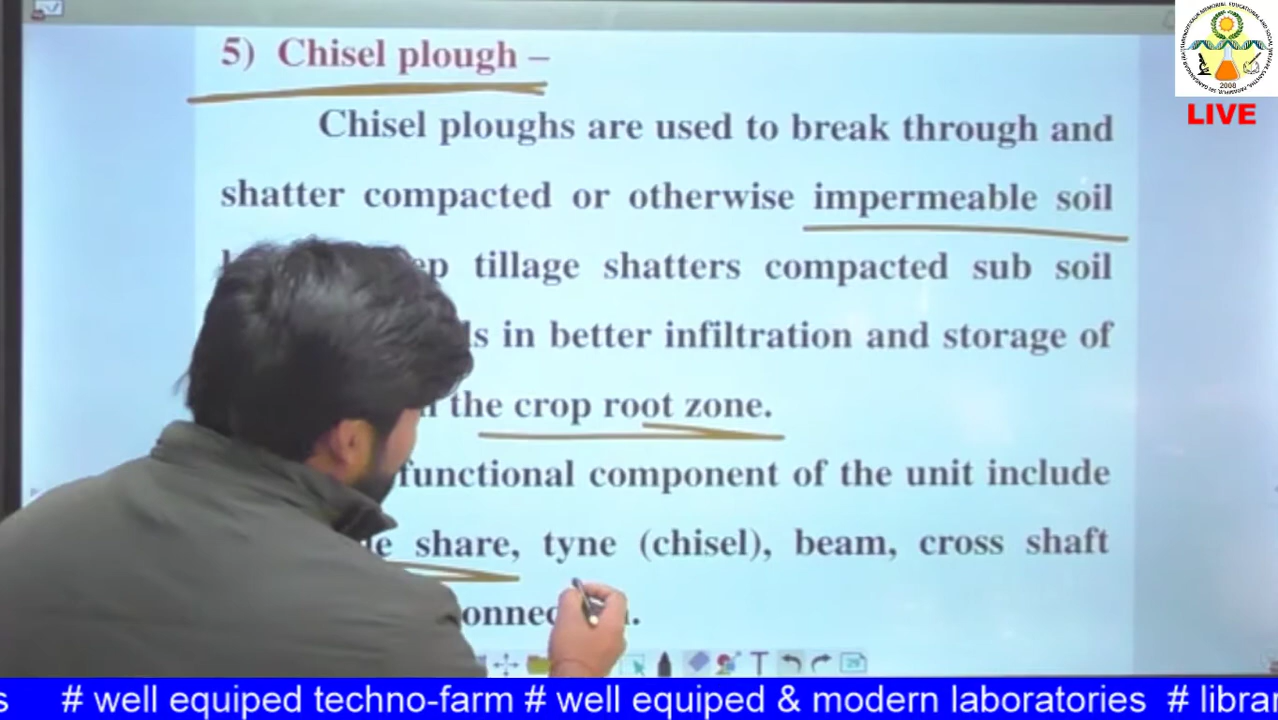 5) Chisel plough –
Chisel ploughs are used to break through and
shatter compacted or otherwise impermeable soil
tillage shatters compacted sub soil
in better infiltration and storage of
the crop root zone.
functional component of the unit include
share, tyne (chisel), beam, cross shaft
LIVE
2008
# well equiped techno-farm # well equiped & modern laboratories # librar